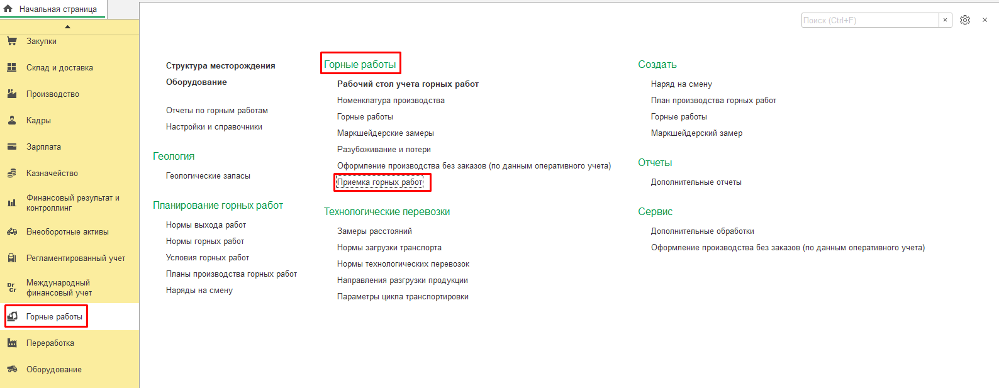 Начальная страница
Поиск (Ctrl+F)
Закупки
Склад и доставка
Производство
Кадры
Зарплата
Казначейство
Финансовый результат и
контроллинг
Внеоборотные активы
Регламентированный учет
Dr
Cr
Международный
финансовый учет
Горные работы
Переработка
Оборудование
Структура месторождения
Оборудование
Отчеты по горным работам
Настройки и справочники
Геология
Геологические запасы
Планирование горных работ
Нормы выхода работ
Нормы горных работ
Условия горных работ
Планы производства горных работ
Наряды на смену
Горные работы
Рабочий стол учета горных работ
Номенклатура производства
Горные работы
Маркшейдерские замеры
Разубоживание и потери
Оформление производства без заказов (по данным оперативного учета)
Приемка горных работ
Технологические перевозки
Замеры расстояний
Нормы загрузки транспорта
Нормы технологических перевозок
Направления разгрузки продукции
Параметры цикла транспортировки
Создать
Наряд на смену
План производства горных работ
Горные работы
Маркшейдерский замер
Отчеты
Дополнительные отчеты
Сервис
Дополнительные обработки
Оформление производства без заказов (по данным оперативного учета)